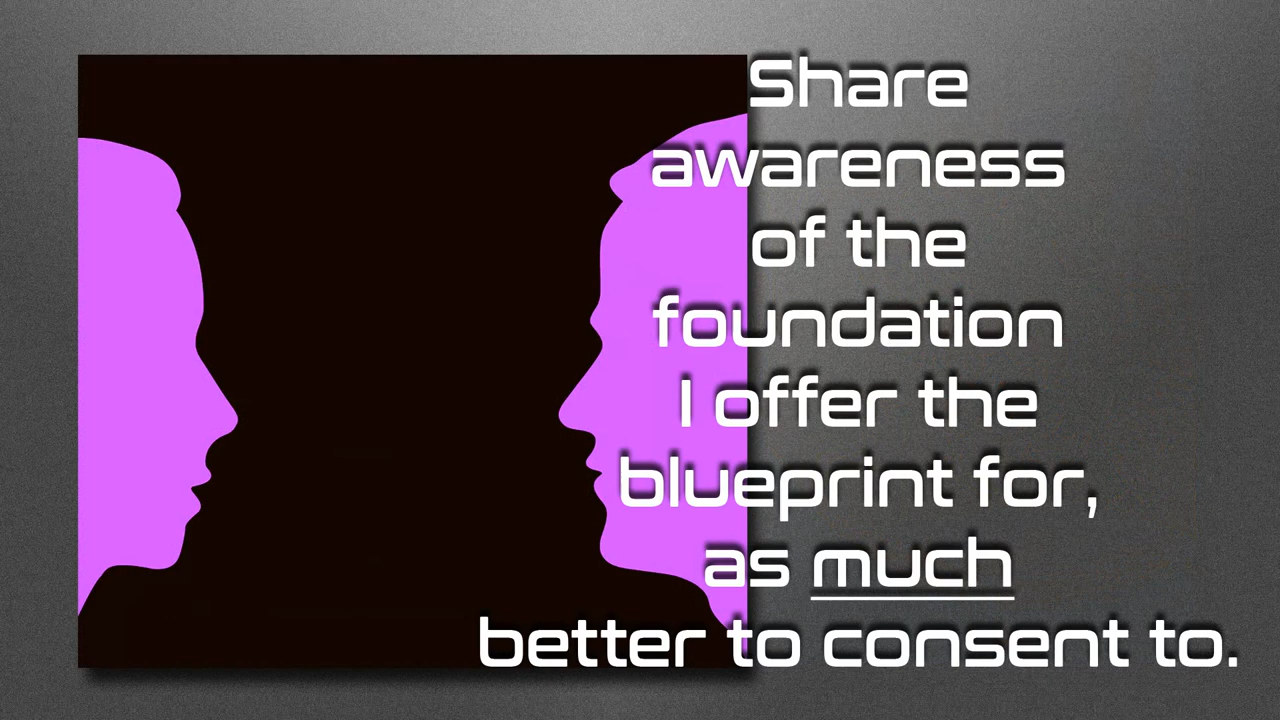 Share
awareness
of the
foundation
I offer the
blueprint for,
as much
better to consent to.